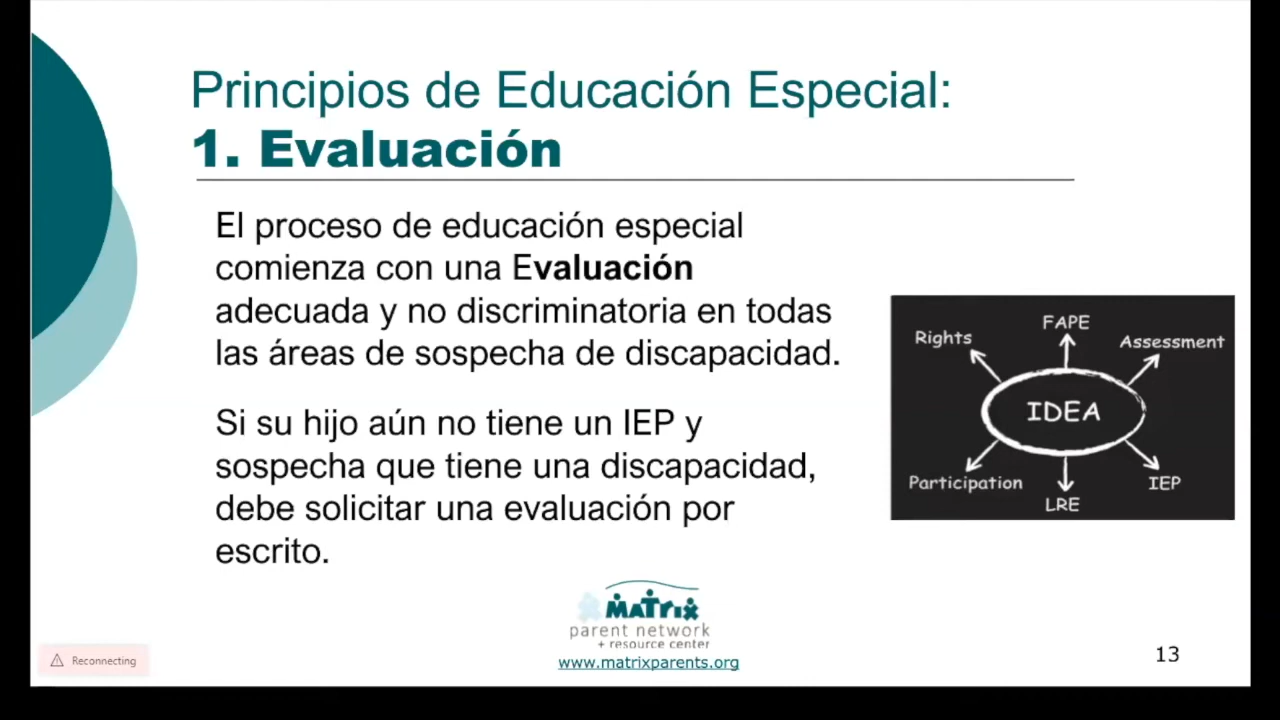 Principios de Educación Especial:
1. Evaluación
El proceso de educación especial
comienza con una Evaluación
adecuada y no discriminatoria en todas
las áreas de sospecha de discapacidad.
Si su hijo aún no tiene un IEP y
sospecha que tiene una discapacidad,
debe solicitar una evaluación por
escrito.
Rights
FAPE
Assessment
IDEA
Participation
LRE
IEP
MATRIX
parent network
+ resource center
www.matrixparents.org
Reconnecting
13